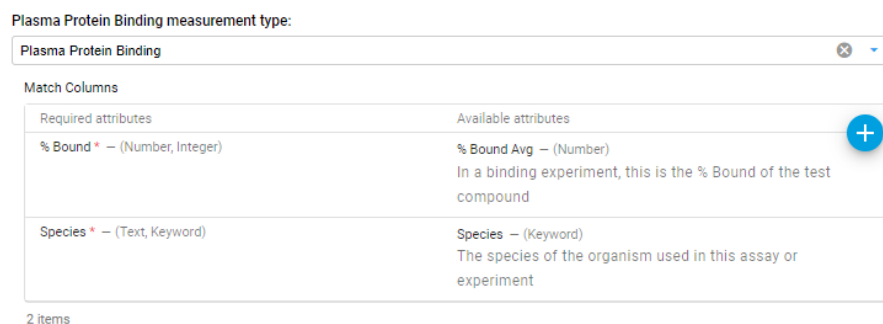 Plasma Protein Binding measurement type:
Plasma Protein Binding
Match Columns
Required attributes Available attributes
% Bound * — (Number, Integer) % Bound Avg — (Number)
In a binding experiment, this is the % Bound of the test
compound
Species * — (Text, Keyword) Species — (Keyword)
The species of the organism used in this assay or
experiment
2 items